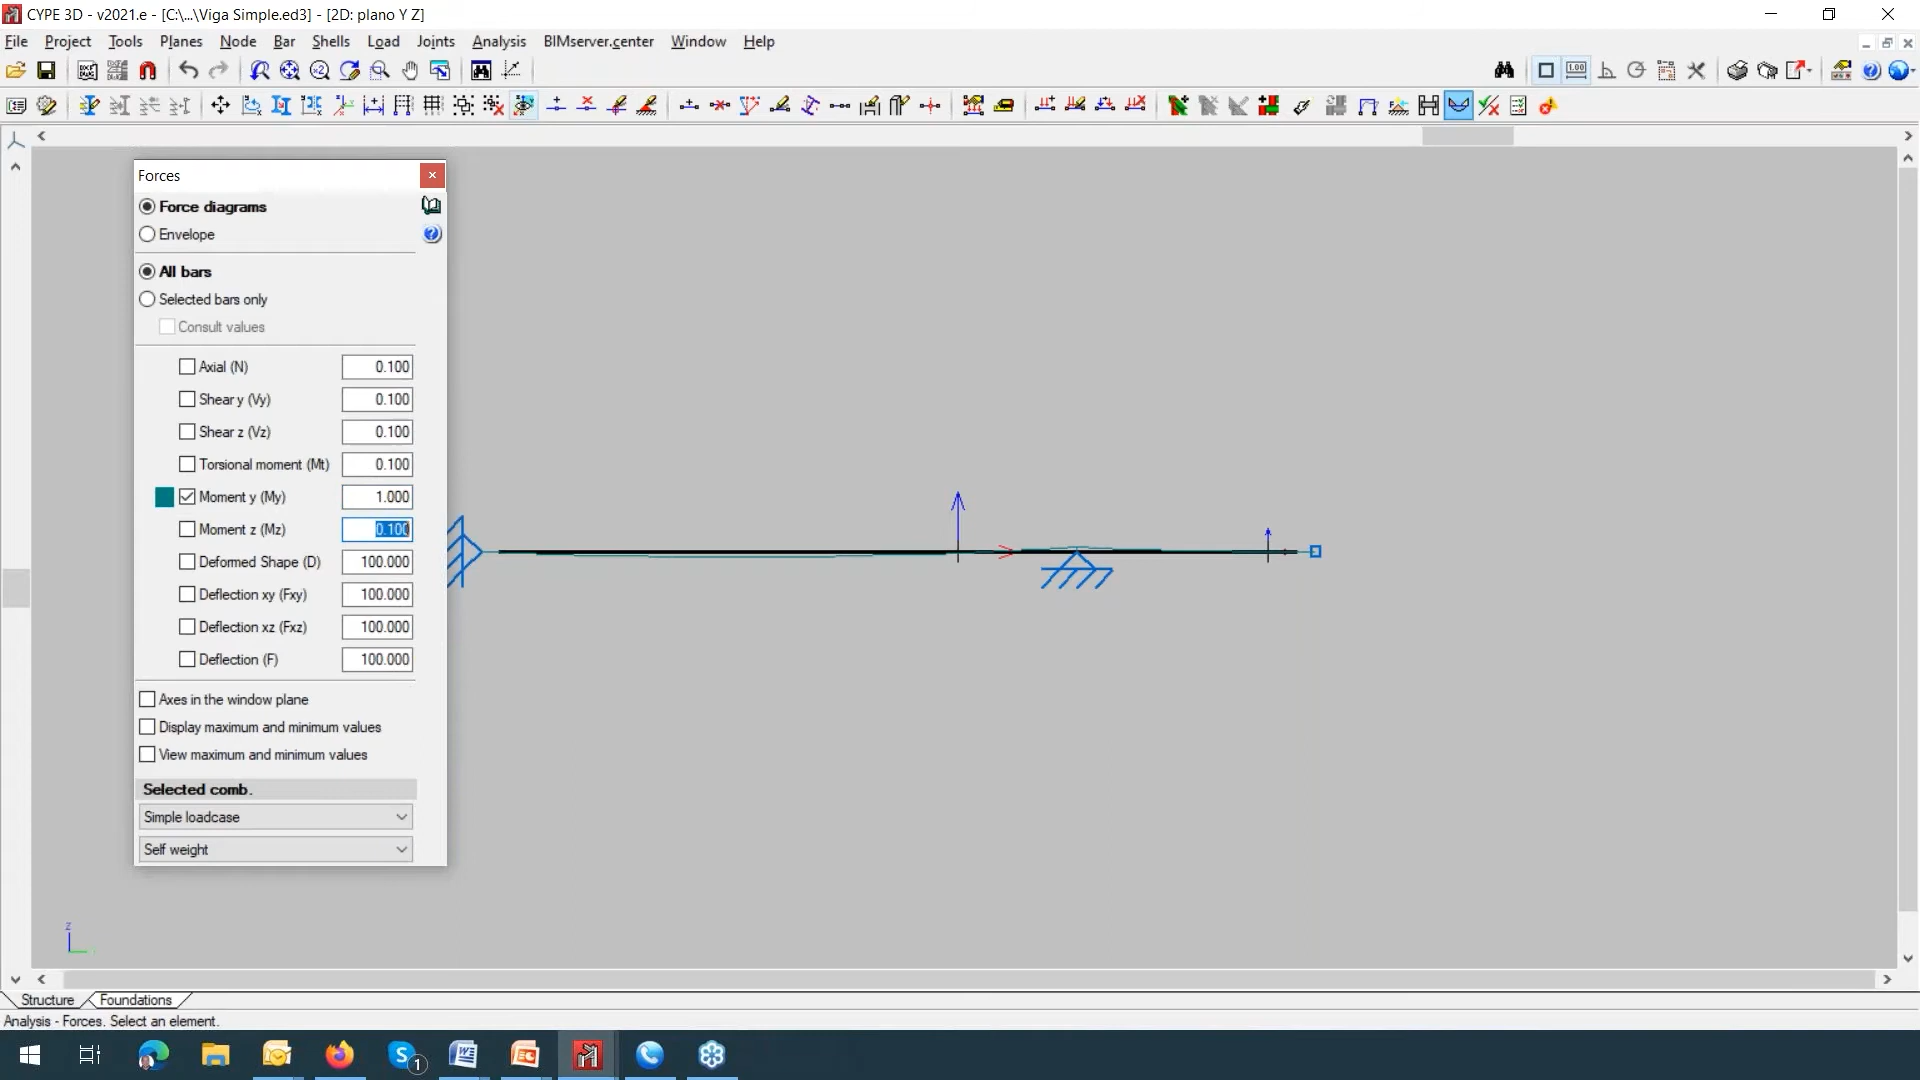 CYPE 3D - v2021.e - [C:\...\Viga Simple.ed3] - [2D: plano Y Z]
File Project Tools Planes Node Bar Shells Load Joints Analysis BIMserver.center Window Help
Forces
Force diagrams
Envelope
All bars
Selected bars only
Consult values
Axial (N) 0.100
Shear y (Vy) 0.100
Shear z (Vz) 0.100
Torsional moment (Mt) 0.100
Moment y (My) 1.000
Moment z (Mz) 0.100
Deformed Shape (D) 100.000
Deflection xy (Fxy) 100.000
Deflection xz (Fxz) 100.000
Deflection (F) 100.000
Axes in the window plane
Display maximum and minimum values
View maximum and minimum values
Selected comb.
Simple loadcase
Self weight
z
Structure Foundations
Analysis - Forces. Select an element.
1